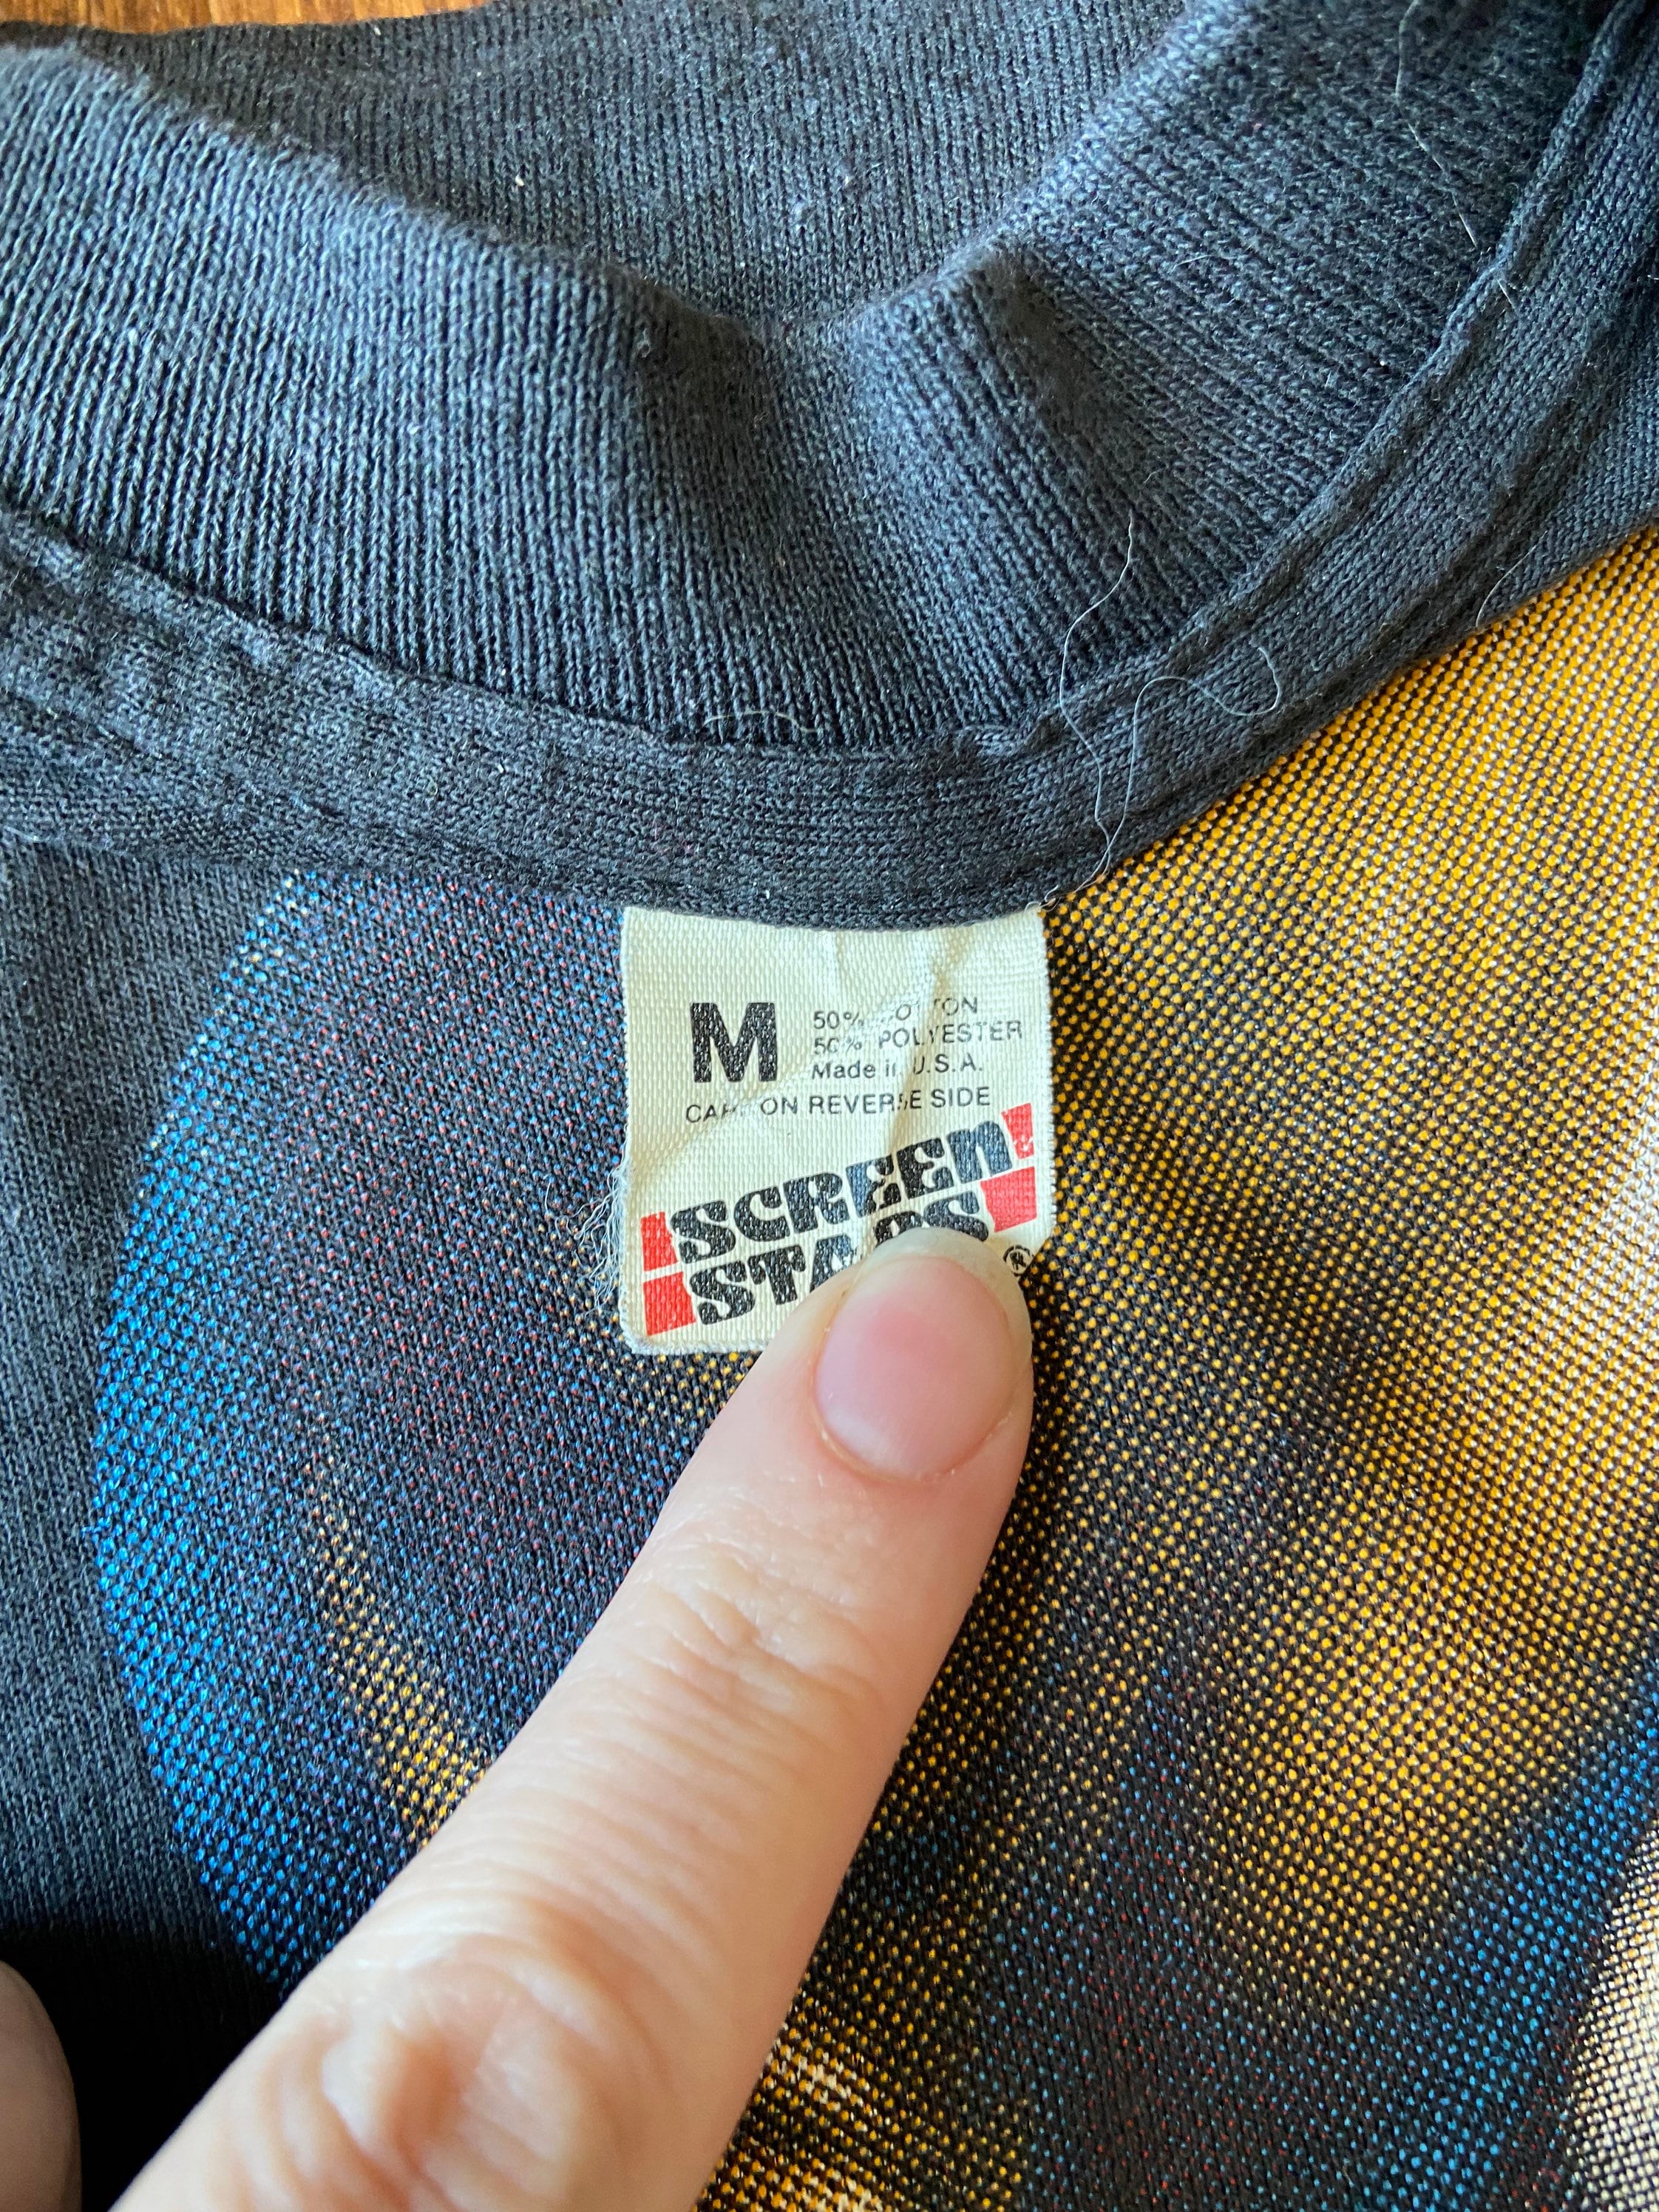 M
50% COTTON
50% POLYESTER
Made in U.S.A.
CARE ON REVERSE SIDE
SCREEN
STARS
®